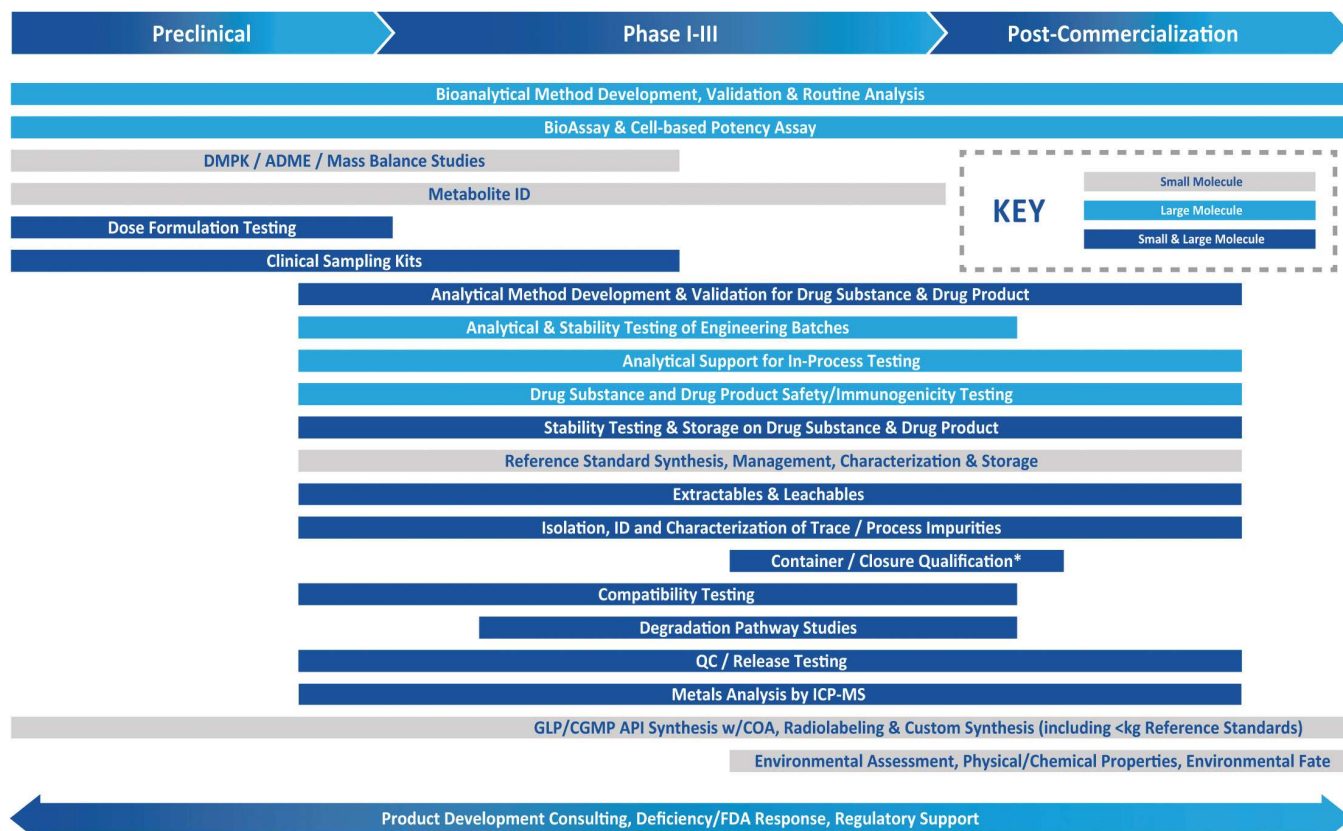 Preclinical
Phase I-III
Post-Commercialization
Bioanalytical Method Development, Validation & Routine Analysis
BioAssay & Cell-based Potency Assay
DMPK / ADME / Mass Balance Studies
Metabolite ID
Dose Formulation Testing
Clinical Sampling Kits
KEY
Small Molecule
Large Molecule
Small & Large Molecule
Analytical Method Development & Validation for Drug Substance & Drug Product
Analytical & Stability Testing of Engineering Batches
Analytical Support for In-Process Testing
Drug Substance and Drug Product Safety/Immunogenicity Testing
Stability Testing & Storage on Drug Substance & Drug Product
Reference Standard Synthesis, Management, Characterization & Storage
Extractables & Leachables
Isolation, ID and Characterization of Trace / Process Impurities
Container / Closure Qualification*
Compatibility Testing
Degradation Pathway Studies
QC / Release Testing
Metals Analysis by ICP-MS
GLP/CGMP API Synthesis w/COA, Radiolabeling & Custom Synthesis (including <kg Reference Standards)
Environmental Assessment, Physical/Chemical Properties, Environmental Fate
Product Development Consulting, Deficiency/FDA Response, Regulatory Support